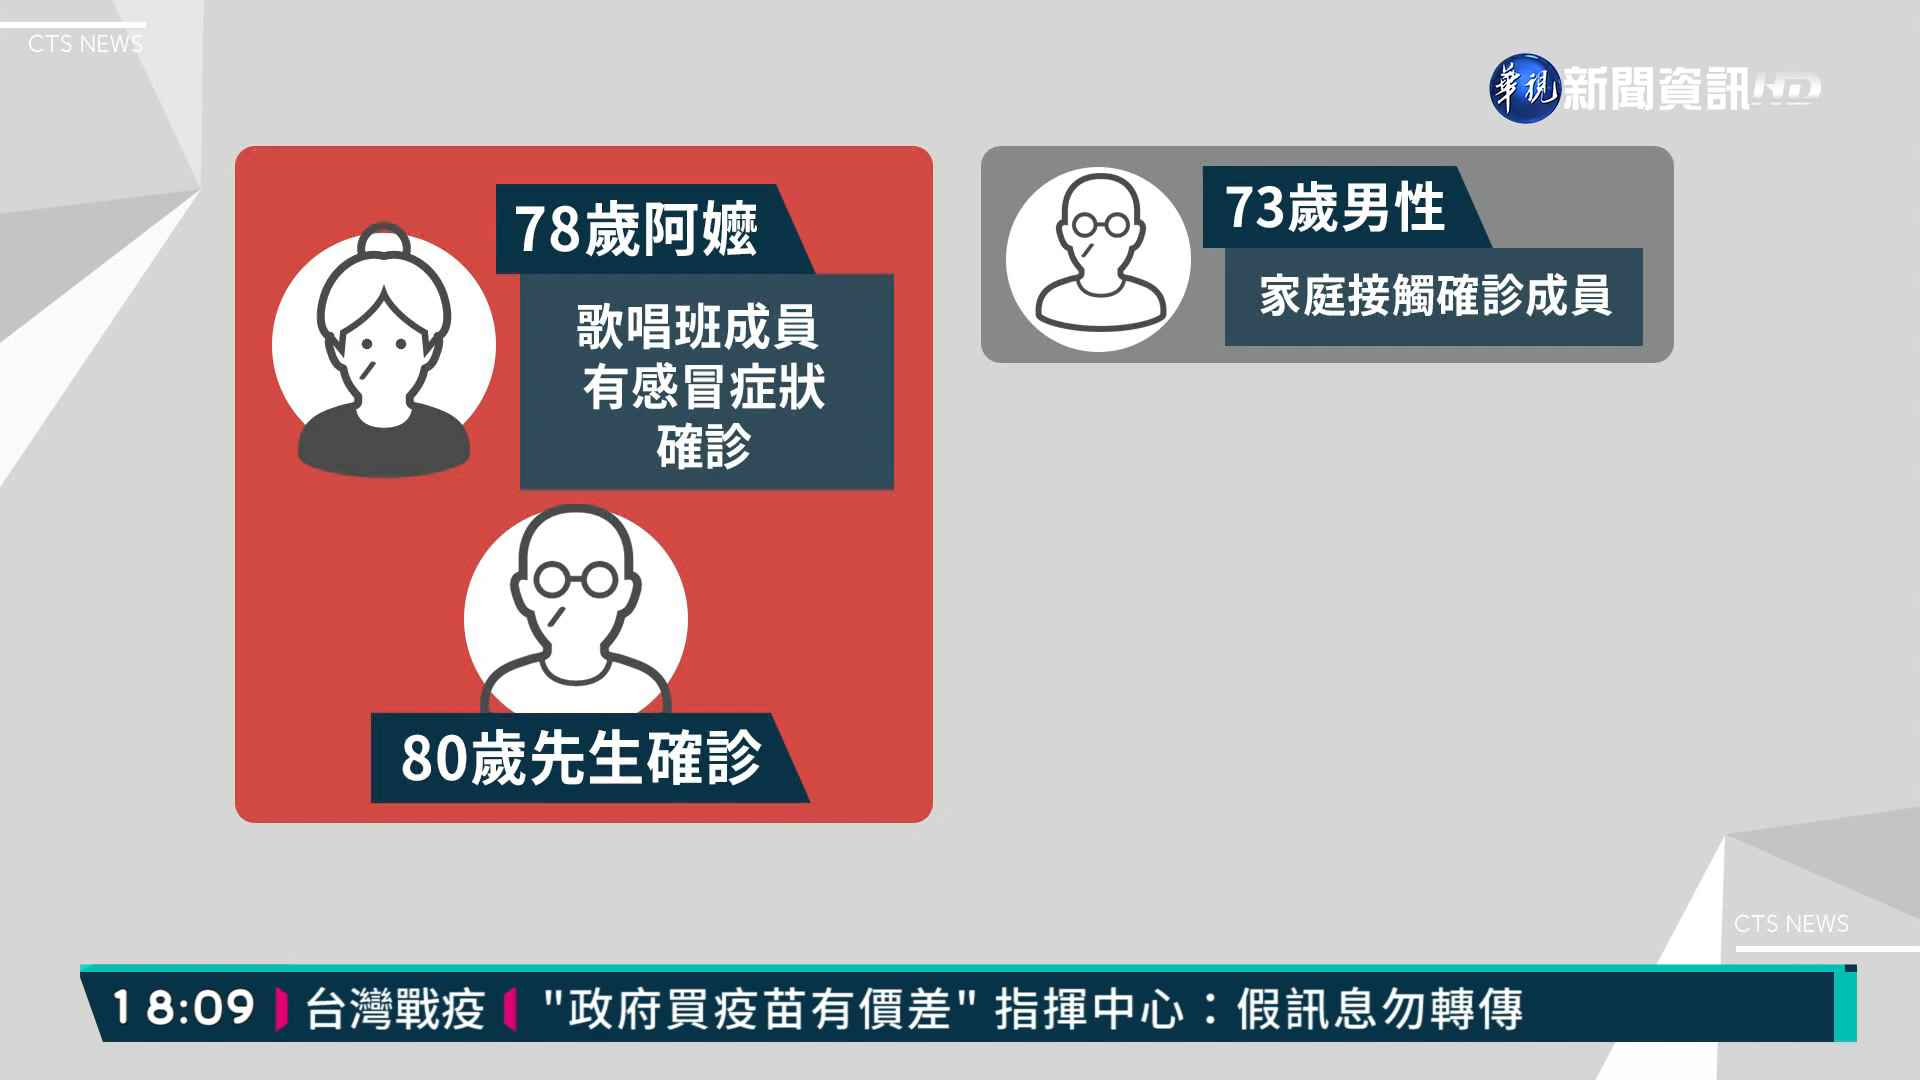 CTS NEWS
華視新聞資訊HD
78歲阿嬤
歌唱班成員
有感冒症狀
確診
80歲先生確診
73歲男性
家庭接觸確診成員
CTS NEWS
18:09 台灣戰疫 "政府買疫苗有價差" 指揮中心：假訊息勿轉傳